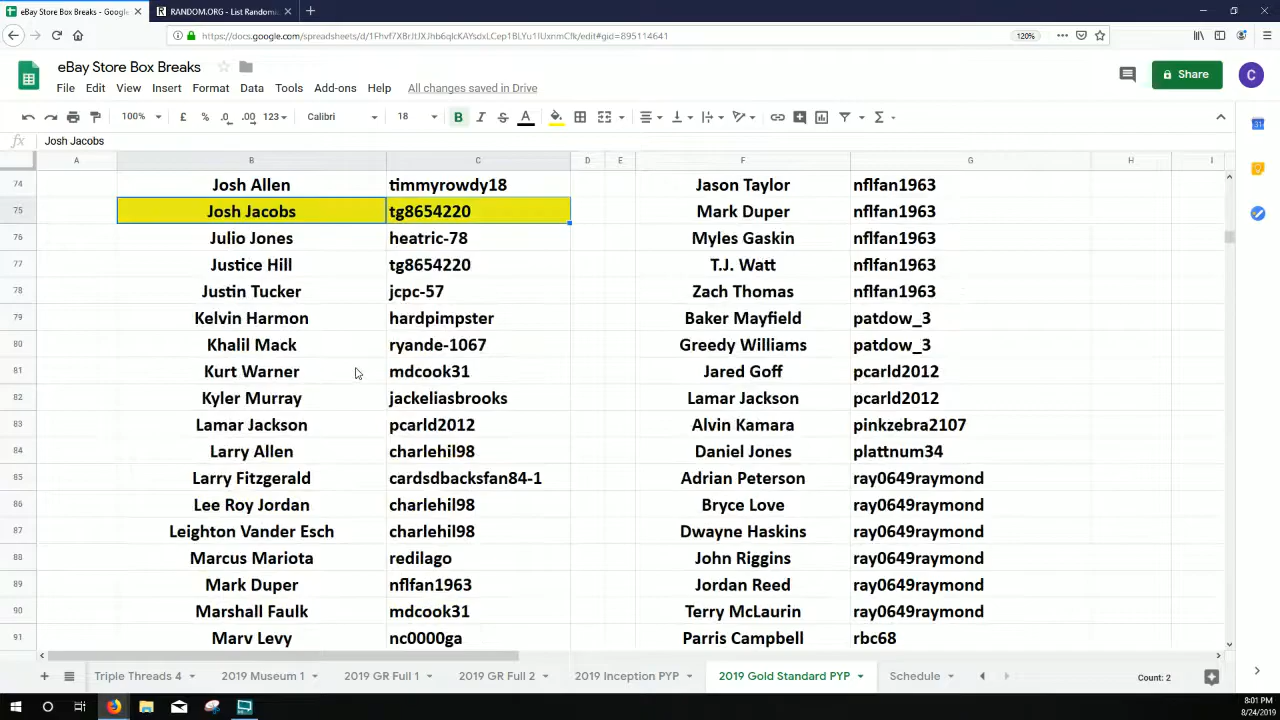 eBay Store Box Breaks - Google
RANDOM.ORG - List Randomi
https://docs.google.com/spreadsheets/d/
120%
eBay Store Box Breaks
File Edit View Insert Format Data Tools Add-ons Help All changes saved in Drive
Share
C
100% £ % .0 .00 123 Calibri 18 B I S A
fx Josh Jacobs
A B C D E F G H I
74 Josh Allen timmyrowdy18 Jason Taylor nflfan1963
75 Josh Jacobs tg8654220 Mark Duper nflfan1963
76 Julio Jones heatric-78 Myles Gaskin nflfan1963
77 Justice Hill tg8654220 T.J. Watt nflfan1963
78 Justin Tucker jcpc-57 Zach Thomas nflfan1963
79 Kelvin Harmon hardpimpster Baker Mayfield patdow_3
80 Khalil Mack ryande-1067 Greedy Williams patdow_3
81 Kurt Warner mdcook31 Jared Goff pcarld2012
82 Kyler Murray jackeliasbrooks Lamar Jackson pcarld2012
83 Lamar Jackson pcarld2012 Alvin Kamara pinkzebra2107
84 Larry Allen charlehil98 Daniel Jones plattnum34
85 Larry Fitzgerald cardsdbacksfan84-1 Adrian Peterson ray0649raymond
86 Lee Roy Jordan charlehil98 Bryce Love ray0649raymond
87 Leighton Vander Esch charlehil98 Dwayne Haskins ray0649raymond
88 Marcus Mariota redilago John Riggins ray0649raymond
89 Mark Duper nflfan1963 Jordan Reed ray0649raymond
90 Marshall Faulk mdcook31 Terry McLaurin ray0649raymond
91 Marv Levy nc0000ga Parris Campbell rbc68
Triple Threads 4 2019 Museum 1 2019 GR Full 1 2019 GR Full 2 2019 Inception PYP 2019 Gold Standard PYP Schedule Count: 2
8:01 PM
8/24/2019